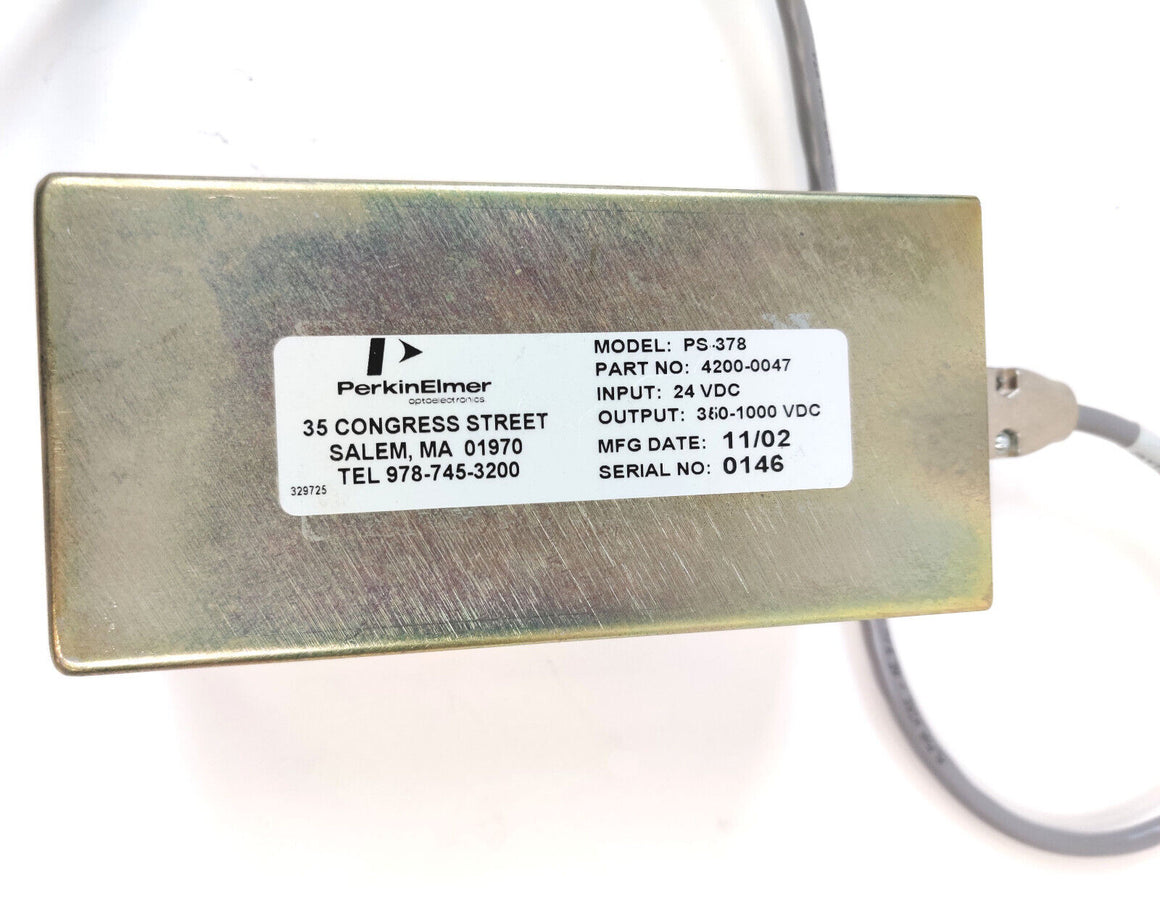 PerkinElmer
optoelectronics
35 CONGRESS STREET
SALEM, MA 01970
TEL 978-745-3200
329725
MODEL: PS-378
PART NO: 4200-0047
INPUT: 24 VDC
OUTPUT: 350-1000 VDC
MFG DATE: 11/02
SERIAL NO: 0146